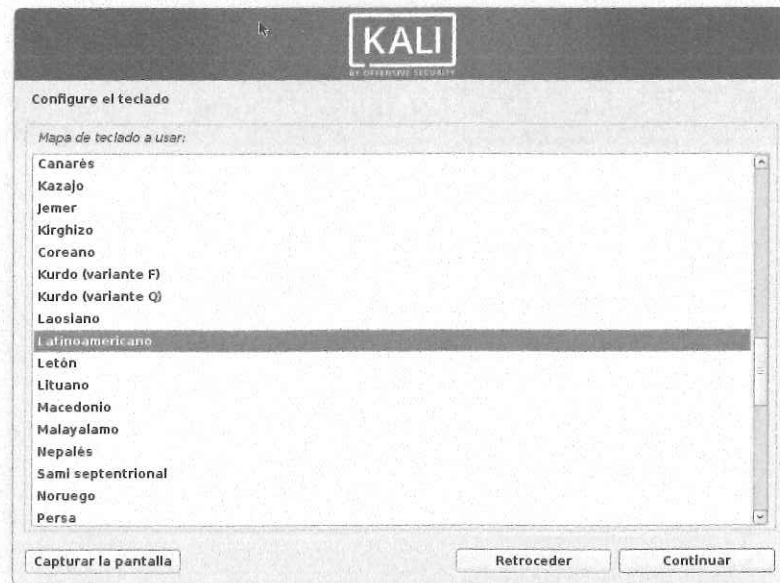 KALI
BY OFFENSIVE SECURITY
Configure el teclado
Mapa de teclado a usar:
Canarés
Kazajo
Jemer
Kirghizo
Coreano
Kurdo (variante F)
Kurdo (variante Q)
Laosiano
Latinoamericano
Letón
Lituano
Macedonio
Malayalamo
Nepalés
Sami septentrional
Noruego
Persa
Capturar la pantalla
Retroceder
Continuar